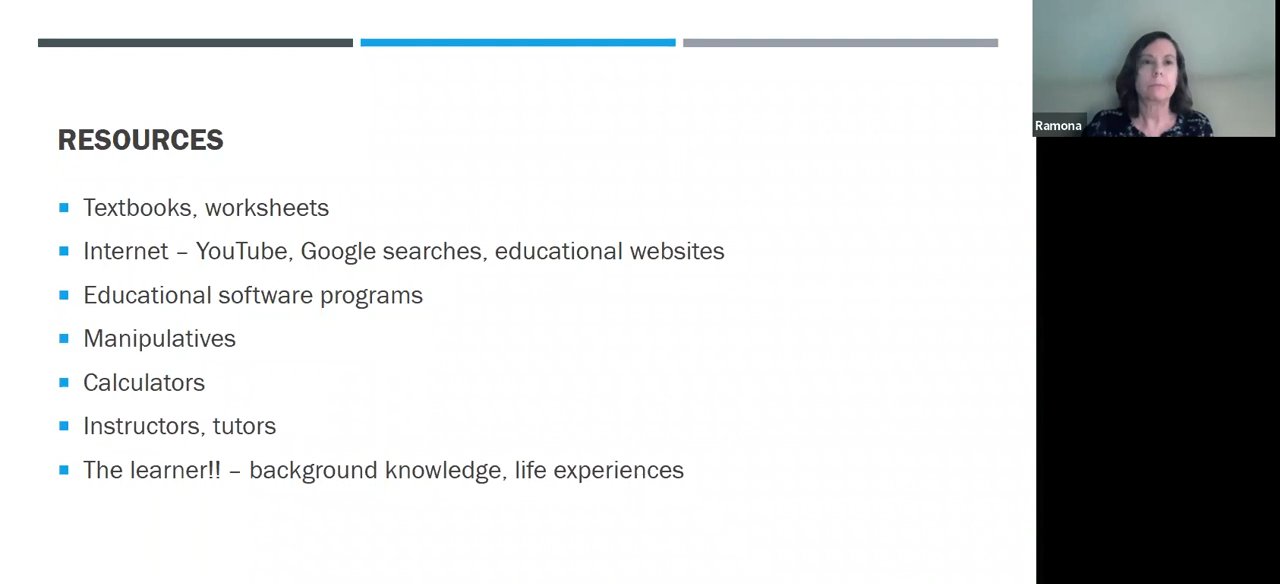 RESOURCES
Textbooks, worksheets
Internet – YouTube, Google searches, educational websites
Educational software programs
Manipulatives
Calculators
Instructors, tutors
The learner!! – background knowledge, life experiences
Ramona